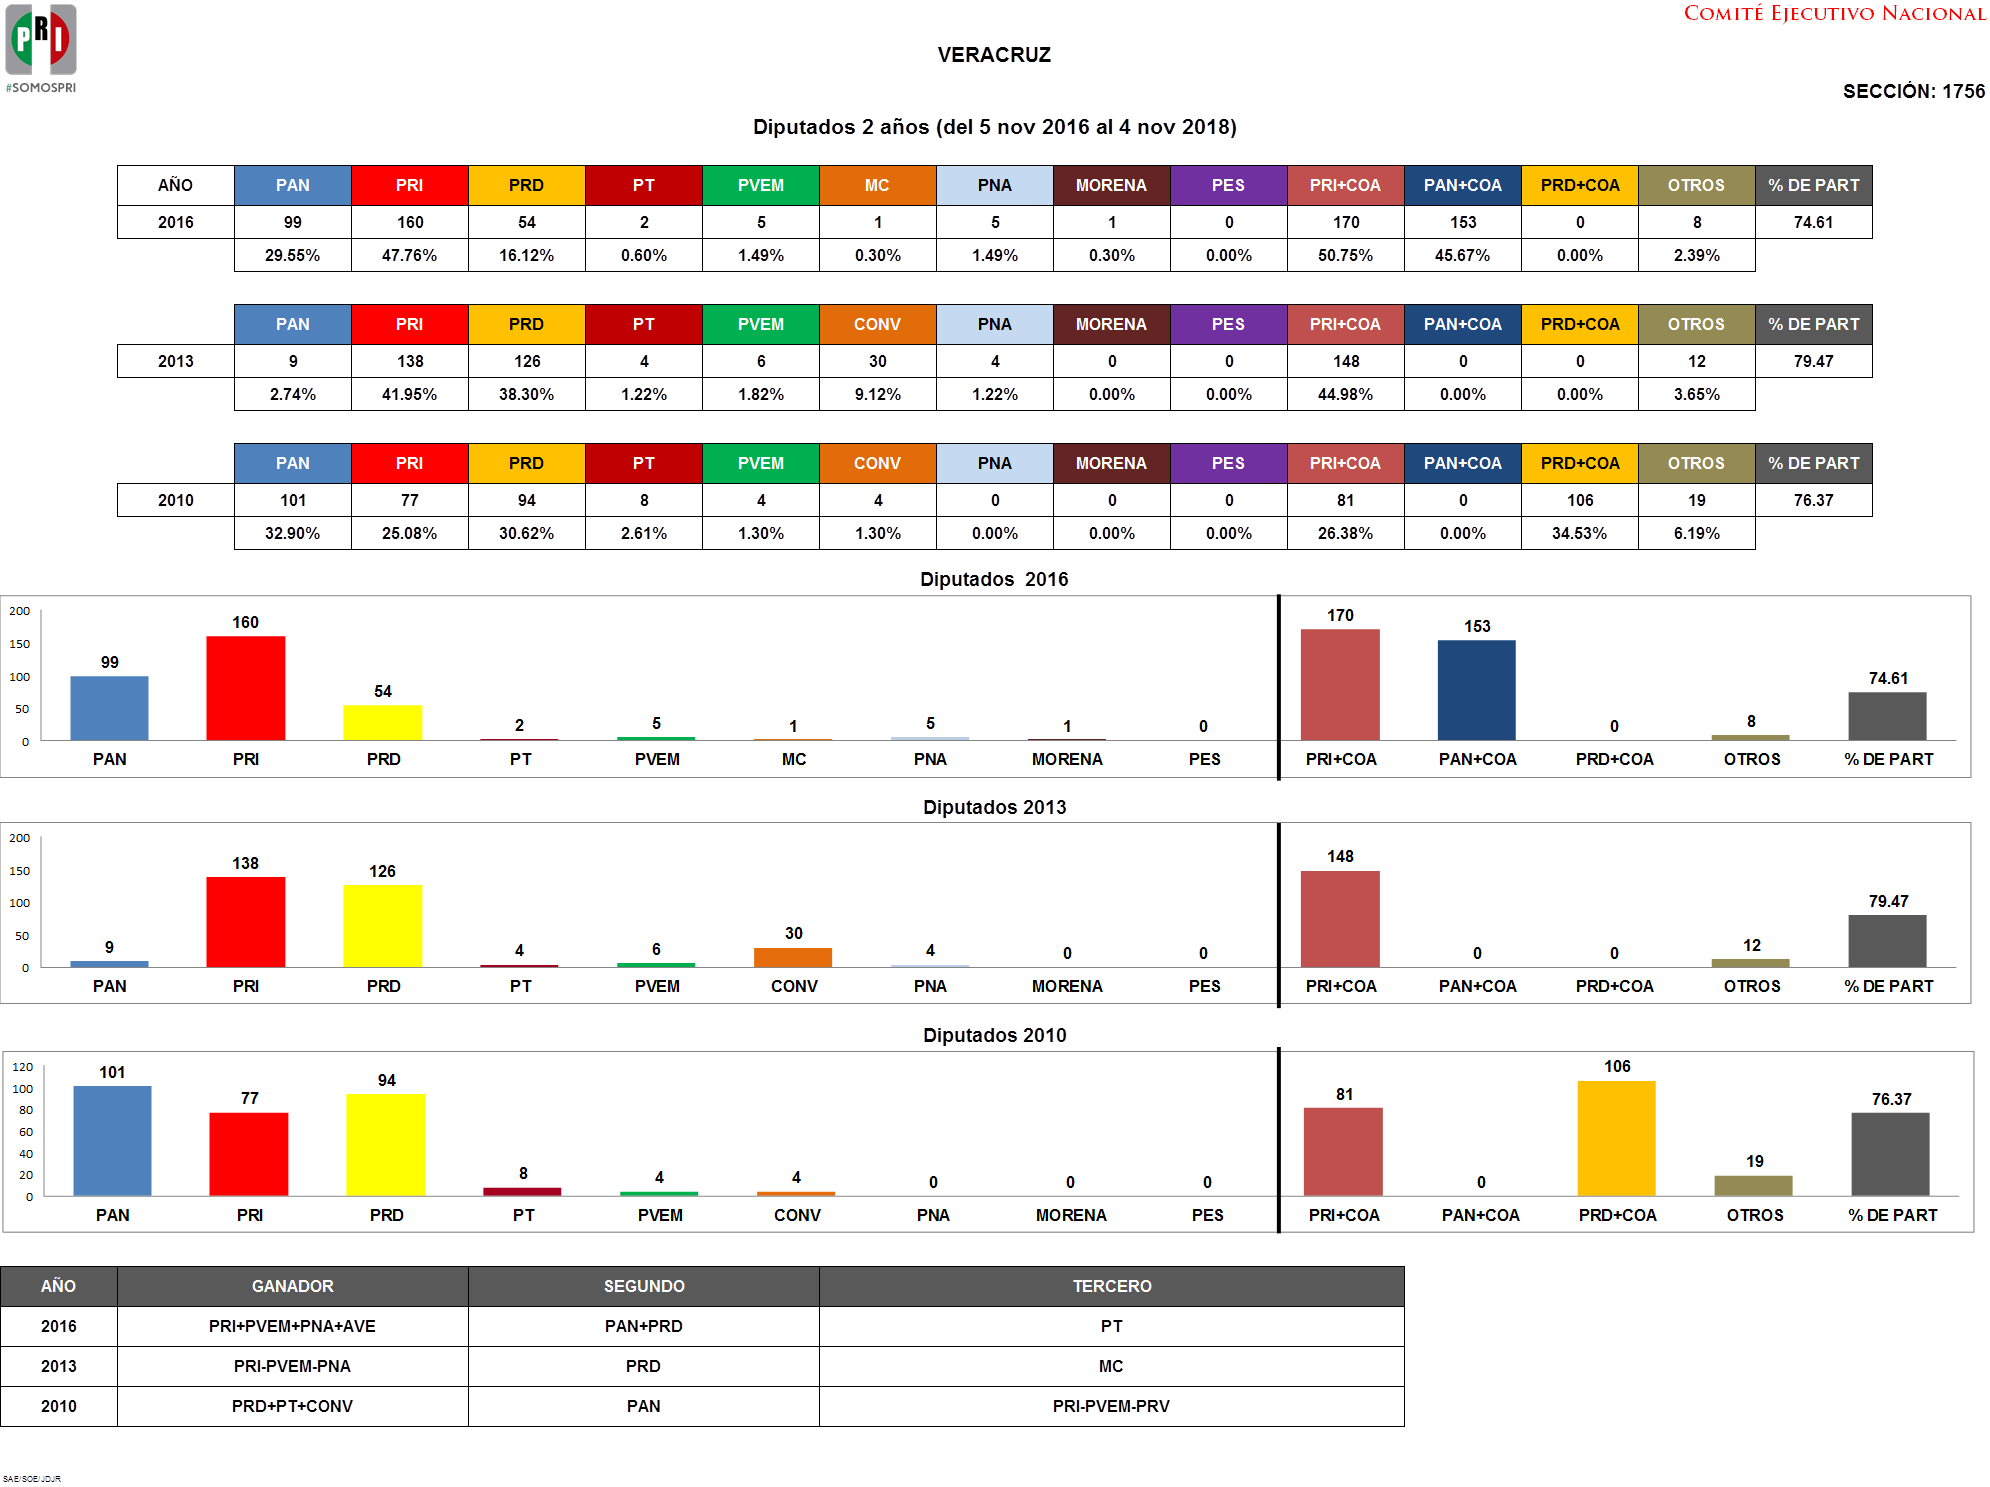 PRI
#SOMOSPRI
COMITÉ EJECUTIVO NACIONAL
VERACRUZ
SECCIÓN: 1756
Diputados 2 años (del 5 nov 2016 al 4 nov 2018)
AÑO PAN PRI PRD PT PVEM MC PNA MORENA PES PRI+COA PAN+COA PRD+COA OTROS % DE PART
2016 99 160 54 2 5 1 5 1 0 170 153 0 8 74.61
29.55% 47.76% 16.12% 0.60% 1.49% 0.30% 1.49% 0.30% 0.00% 50.75% 45.67% 0.00% 2.39%
PAN PRI PRD PT PVEM CONV PNA MORENA PES PRI+COA PAN+COA PRD+COA OTROS % DE PART
2013 9 138 126 4 6 30 4 0 0 148 0 0 12 79.47
2.74% 41.95% 38.30% 1.22% 1.82% 9.12% 1.22% 0.00% 0.00% 44.98% 0.00% 0.00% 3.65%
PAN PRI PRD PT PVEM CONV PNA MORENA PES PRI+COA PAN+COA PRD+COA OTROS % DE PART
2010 101 77 94 8 4 4 0 0 0 81 0 106 19 76.37
32.90% 25.08% 30.62% 2.61% 1.30% 1.30% 0.00% 0.00% 0.00% 26.38% 0.00% 34.53% 6.19%
Diputados 2016
200
150
100
50
0
99 160 54 2 5 1 5 1 0 170 153 0 8 74.61
PAN PRI PRD PT PVEM MC PNA MORENA PES PRI+COA PAN+COA PRD+COA OTROS % DE PART
Diputados 2013
200
150
100
50
0
9 138 126 4 6 30 4 0 0 148 0 0 12 79.47
PAN PRI PRD PT PVEM CONV PNA MORENA PES PRI+COA PAN+COA PRD+COA OTROS % DE PART
Diputados 2010
120
100
80
60
40
20
0
101 77 94 8 4 4 0 0 0 81 0 106 19 76.37
PAN PRI PRD PT PVEM CONV PNA MORENA PES PRI+COA PAN+COA PRD+COA OTROS % DE PART
AÑO GANADOR SEGUNDO TERCERO
2016 PRI+PVEM+PNA+AVE PAN+PRD PT
2013 PRI-PVEM-PNA PRD MC
2010 PRD+PT+CONV PAN PRI-PVEM-PRV
SAE/SOE/JDJR